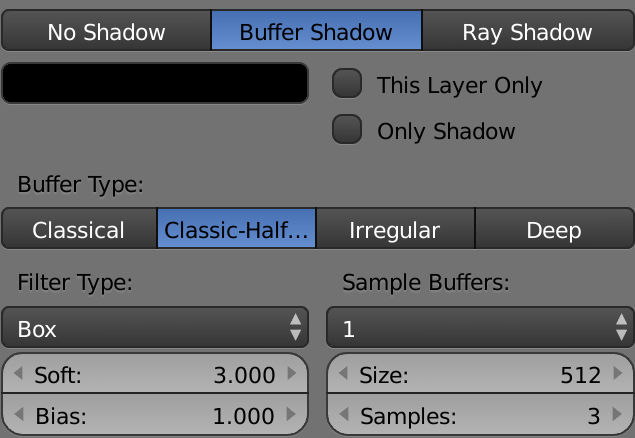 No Shadow Buffer Shadow Ray Shadow
This Layer Only
Only Shadow
Buffer Type:
Classical Classic-Half... Irregular Deep
Filter Type: Sample Buffers:
Box 1
Soft: 3.000 Size: 512
Bias: 1.000 Samples: 3